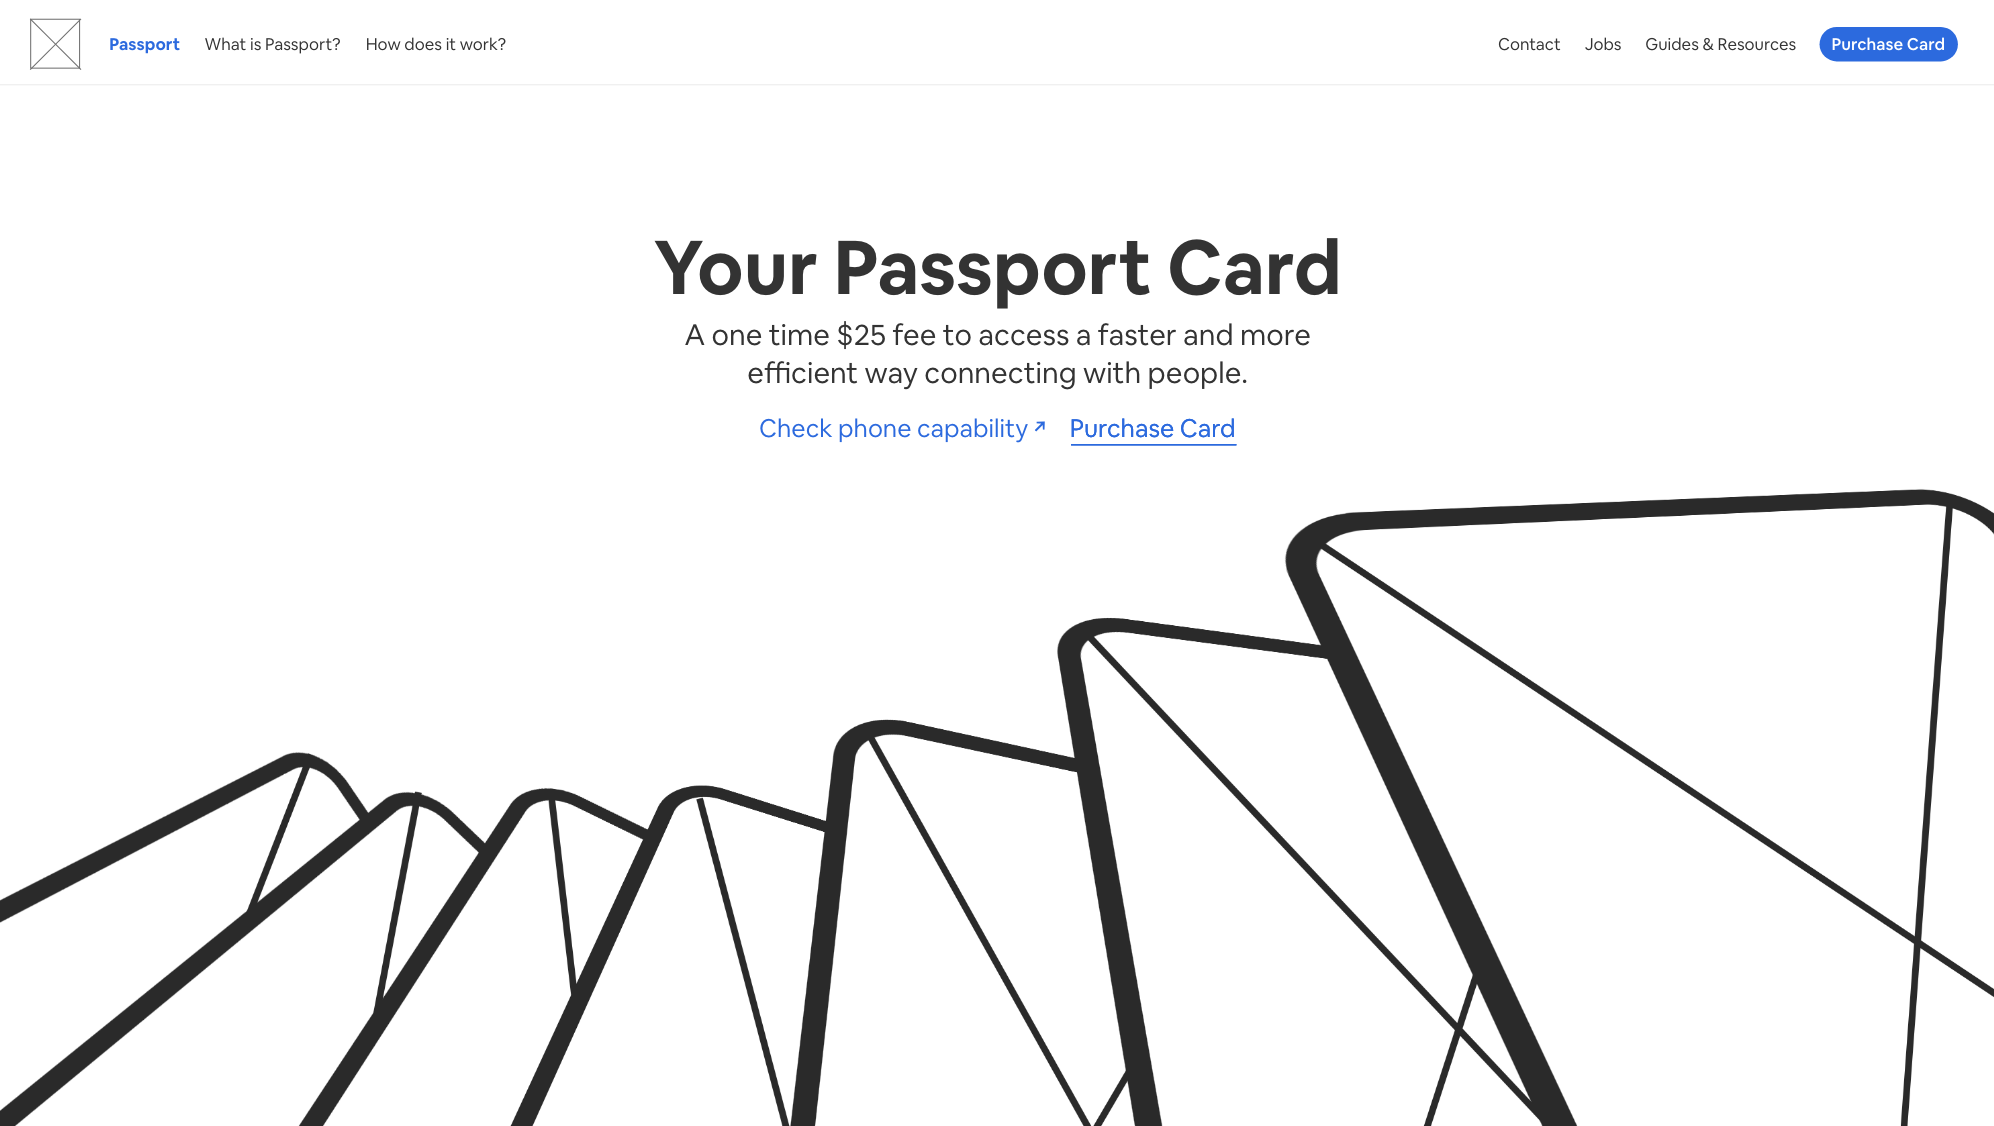 Passport What is Passport? How does it work? Contact Jobs Guides & Resources Purchase Card
Your Passport Card
A one time $25 fee to access a faster and more
efficient way connecting with people.
Check phone capability ↗ Purchase Card